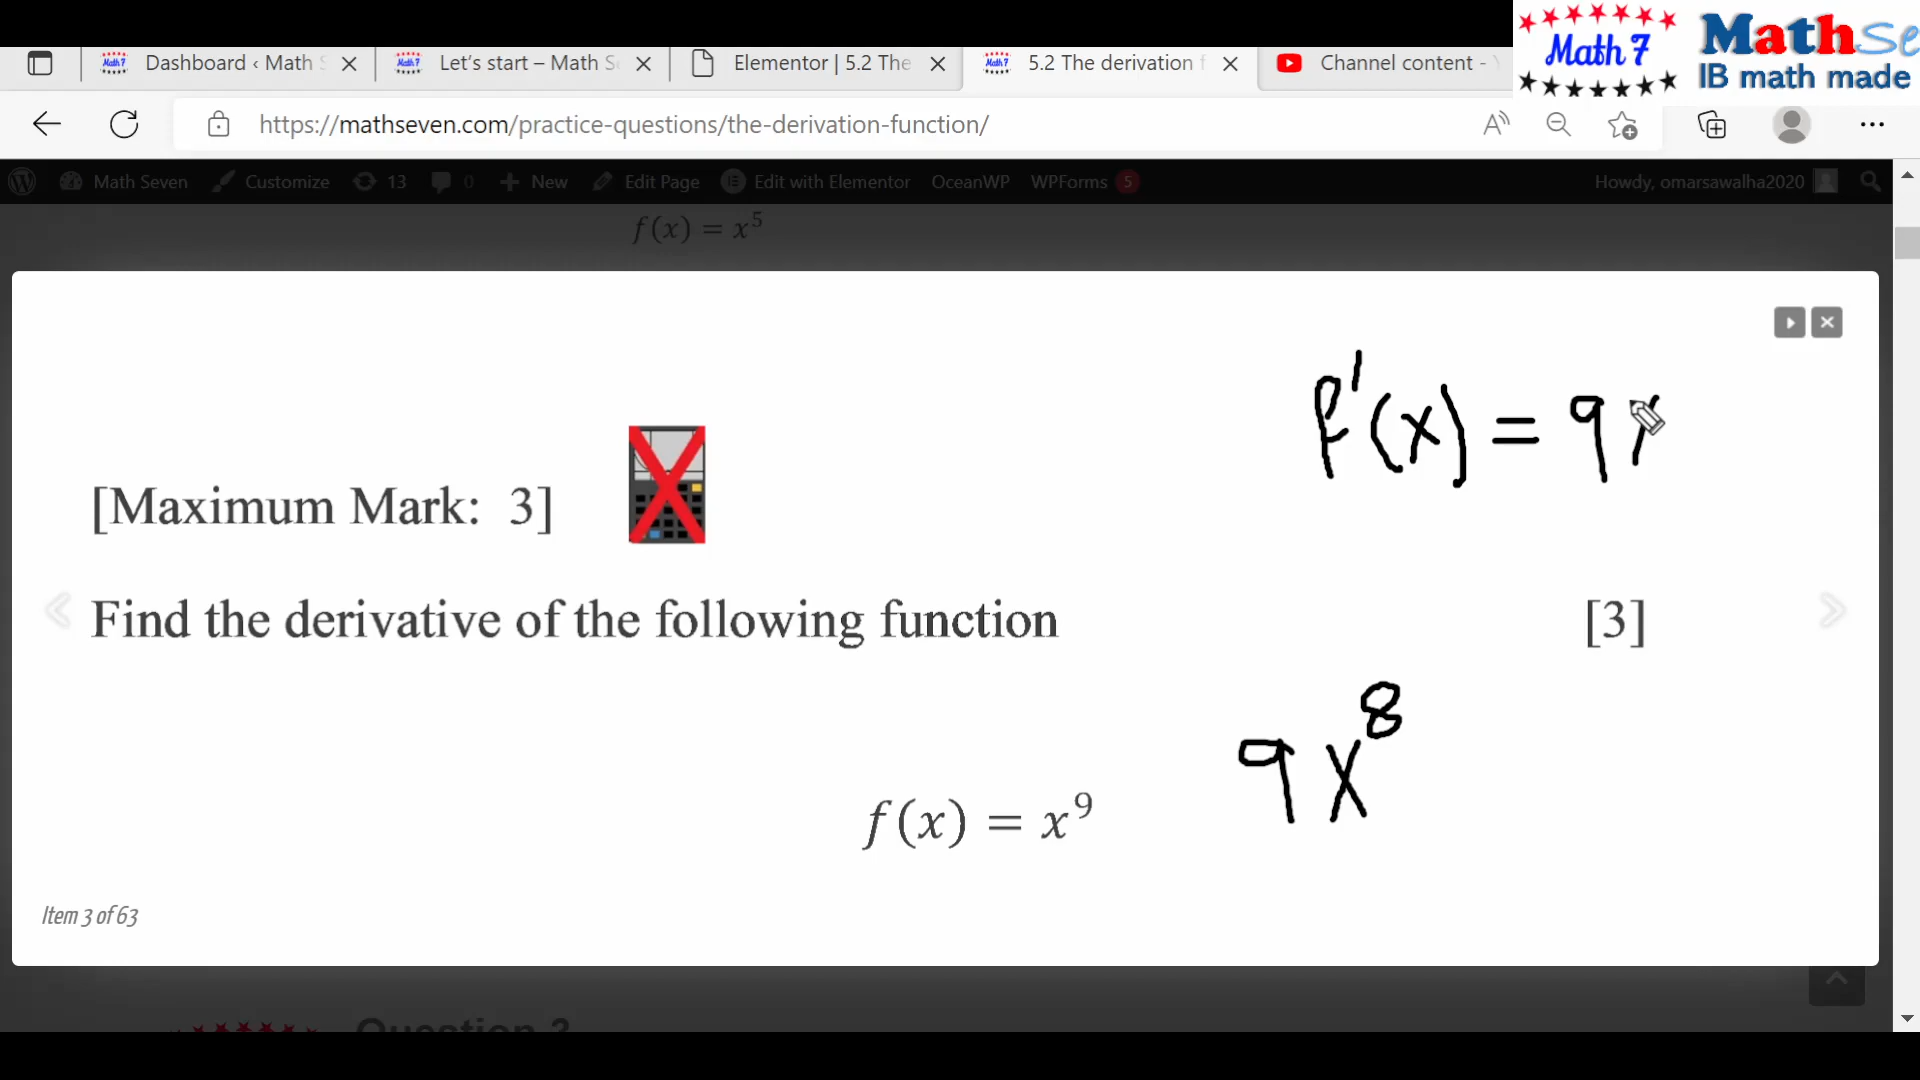 Math 7
MathSe
IB math made
Dashboard ‹ Math S
Let's start – Math Se
Elementor | 5.2 The
5.2 The derivation f
Channel content -
https://mathseven.com/practice-questions/the-derivation-function/
Math Seven Customize 13 0 New Edit Page Edit with Elementor OceanWP WPForms 5 Howdy, omarsawalha2020
f(x) = x⁵
f'(x) = 9x
[Maximum Mark: 3]
Find the derivative of the following function [3]
9x⁸
f(x) = x⁹
Item 3 of 63